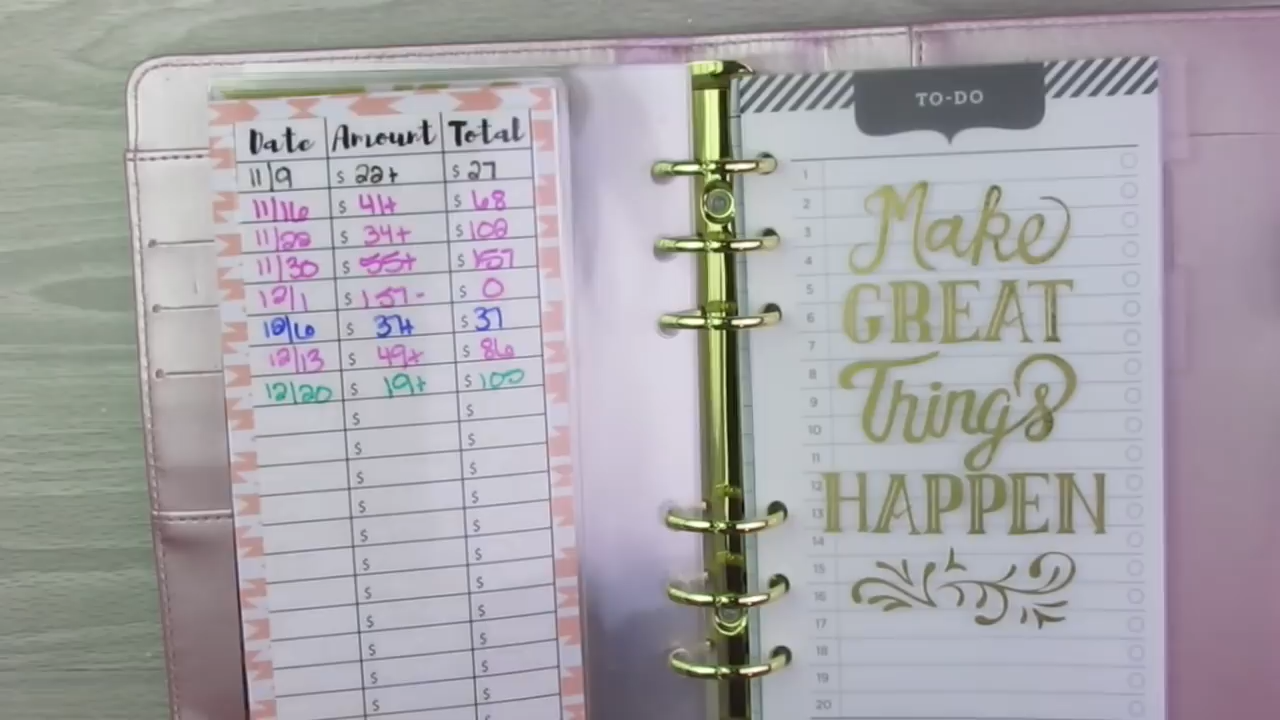 Date Amount Total
11/9 $ 22+ $ 27
11/16 $ 41+ $ 68
11/22 $ 34+ $ 102
11/30 $ 55+ $ 157
12/1 $ 157- $ 0
12/6 $ 37+ $ 37
12/13 $ 49+ $ 86
12/20 $ 19+ $ 105
$ $
$ $
$ $
$ $
$ $
$ $
$ $
$ $
$ $
$ $
$ $
$
TO-DO
1
2
3
4
5
6
7
8
9
10
11
12
13
14
15
16
17
18
19
20
Make
GREAT
Things
HAPPEN